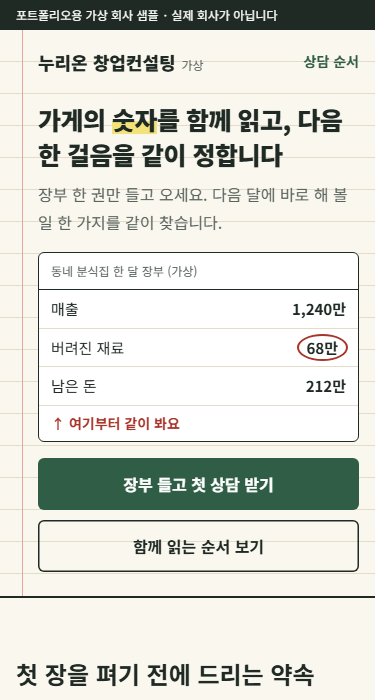 포트폴리오용 가상 회사 샘플 · 실제 회사가 아닙니다
누리온 창업컨설팅 가상
상담 순서
가게의 숫자를 함께 읽고, 다음
한 걸음을 같이 정합니다
장부 한 권만 들고 오세요. 다음 달에 바로 해 볼
일 한 가지를 같이 찾습니다.
동네 분식집 한 달 장부 (가상)
매출 1,240만
버려진 재료 68만
남은 돈 212만
↑ 여기부터 같이 봐요
장부 들고 첫 상담 받기
함께 읽는 순서 보기
첫 장을 펴기 전에 드리는 약속